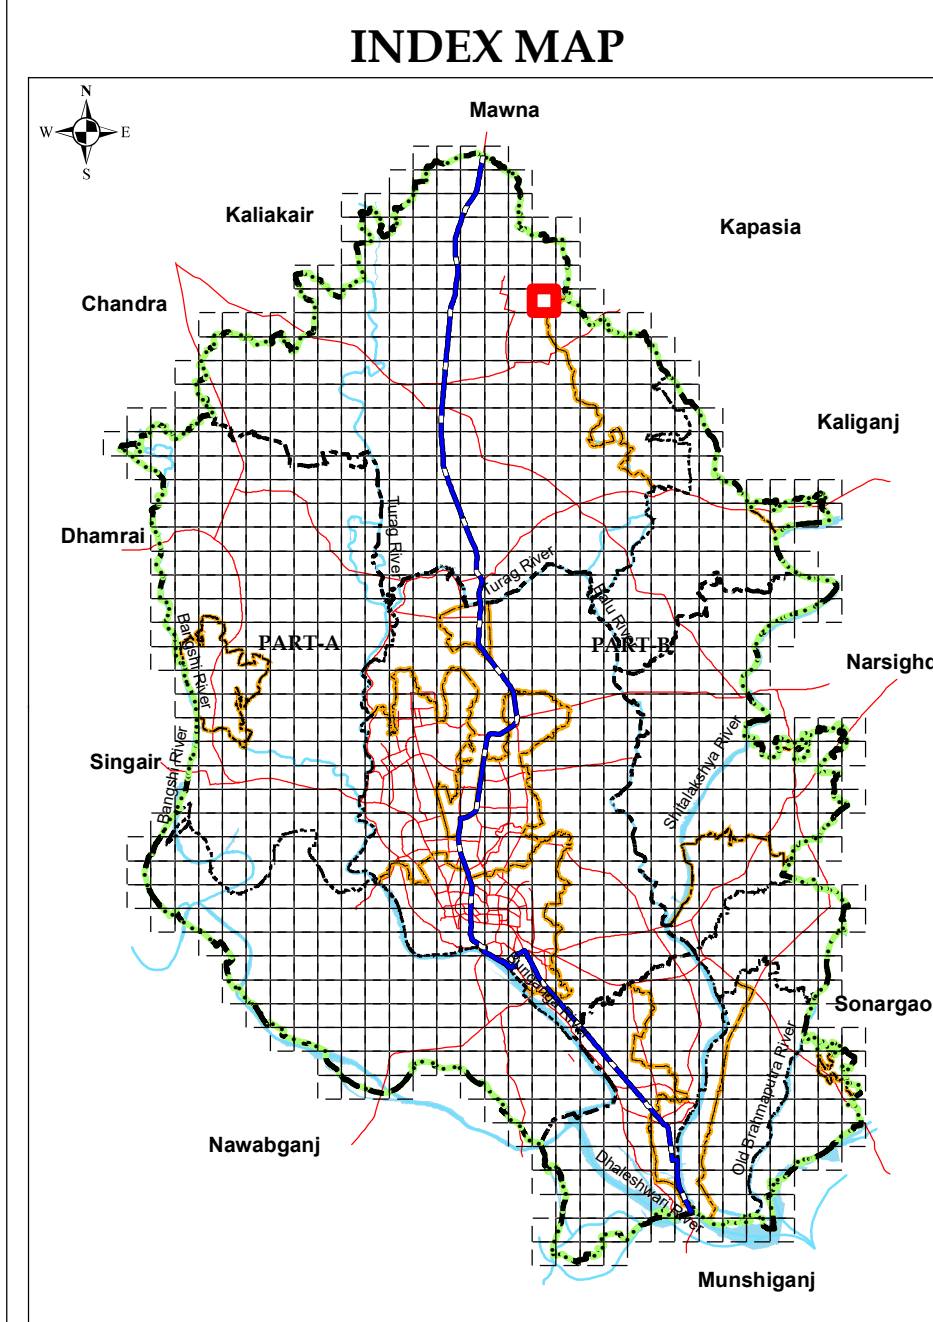 INDEX MAP
N
W E
S
Mawna
Kaliakair
Kapasia
Chandra
Kaliganj
Dhamrai
Turag River
Turag River
Balu River
Bangshi River
PART-A
PART-B
Narsighd
Shitalakshya River
Singair
Bangshi River
Buriganga River
Sonargao
Old Brahmaputra River
Nawabganj
Dhaleshwari River
Munshiganj